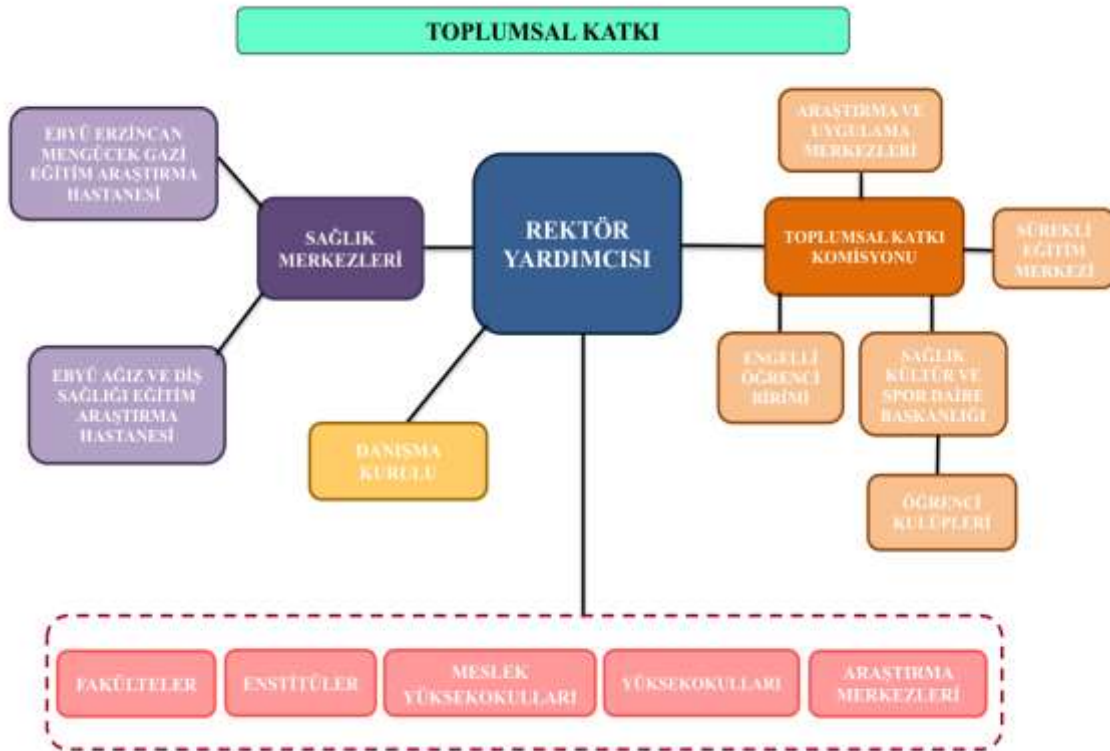 TOPLUMSAL KATKI
EBYÜ ERZİNCAN
MENGÜCEK GAZİ
EĞİTİM ARAŞTIRMA
HASTANESİ
SAĞLIK
MERKEZLERİ
EBYÜ AĞIZ VE DİŞ
SAĞLIĞI EĞİTİM
ARAŞTIRMA
HASTANESİ
REKTÖR
YARDIMCISI
DANIŞMA
KURULU
ARAŞTIRMA VE
UYGULAMA
MERKEZLERİ
TOPLUMSAL KATKI
KOMİSYONU
SÜREKLİ
EĞİTİM
MERKEZİ
ENGELLİ
ÖĞRENCİ
BİRİMİ
SAĞLIK
KÜLTÜR VE
SPOR DAİRE
BAŞKANLIĞI
ÖĞRENCİ
KULÜPLERİ
FAKÜLTELER
ENSTİTÜLER
MESLEK
YÜKSEKOKULLARI
YÜKSEKOKULLARI
ARAŞTIRMA
MERKEZLERİ